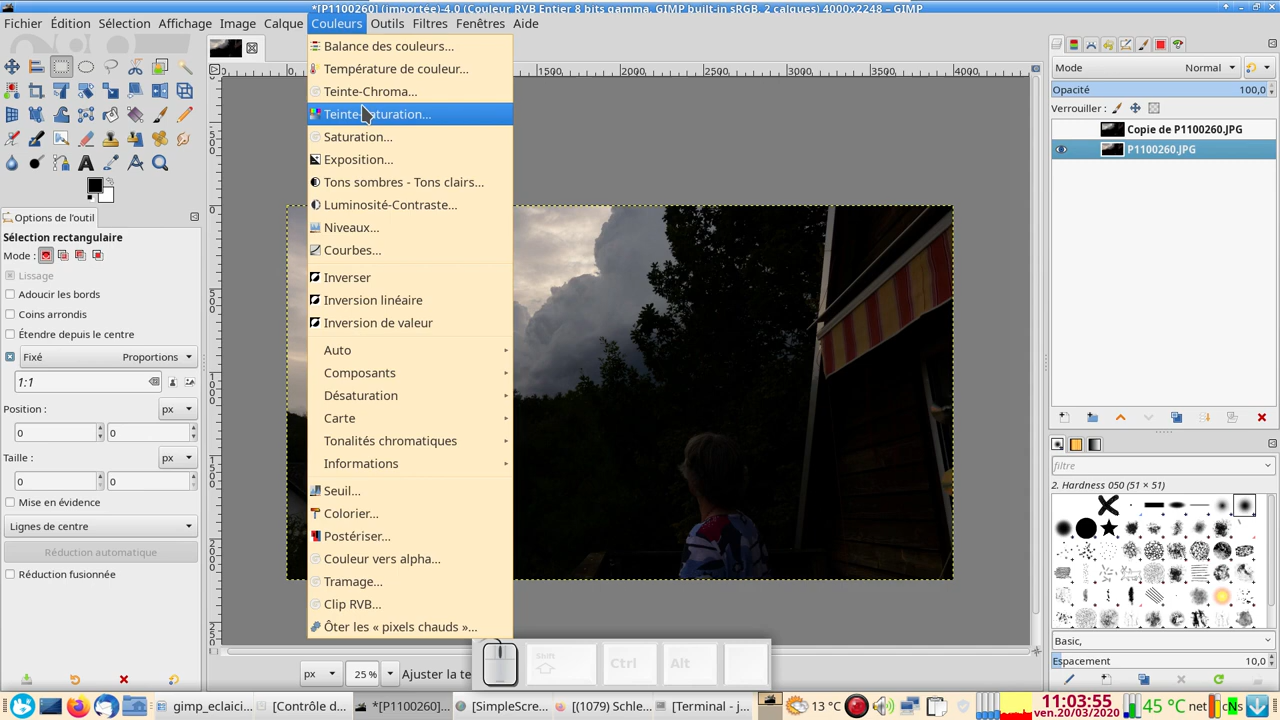 *[P1100260] (importée)-4.0 (Couleur RVB Entier 8 bits gamma, GIMP built-in sRGB, 2 calques) 4000x2248 – GIMP
Fichier Édition Sélection Affichage Image Calque Couleurs Outils Filtres Fenêtres Aide
Balance des couleurs...
Température de couleur...
Teinte-Chroma...
Teinte-Saturation...
Saturation...
Exposition...
Tons sombres - Tons clairs...
Luminosité-Contraste...
Niveaux...
Courbes...
Inverser
Inversion linéaire
Inversion de valeur
Auto
Composants
Désaturation
Carte
Tonalités chromatiques
Informations
Seuil...
Colorier...
Postériser...
Couleur vers alpha...
Tramage...
Clip RVB...
Ôter les « pixels chauds »...
Options de l'outil
Sélection rectangulaire
Mode :
Lissage
Adoucir les bords
Coins arrondis
Étendre depuis le centre
Fixé Proportions
1:1
Position : px
0 0
Taille : px
0 0
Mise en évidence
Lignes de centre
Réduction automatique
Réduction fusionnée
0 1500 2000 2500 3000 3500 4000
px 25 % Ajuster la te
Shift Ctrl Alt
Mode Normal
Opacité 100,0
Verrouiller :
Copie de P1100260.JPG
P1100260.JPG
filtre
2. Hardness 050 (51 × 51)
Basic,
Espacement 10,0
gimp_eclaici... [Contrôle d... *[P1100260]... [SimpleScre... [(1079) Schle... [Terminal - j... 13 °C 11:03:55 45 °C net
ven.20/03/2020